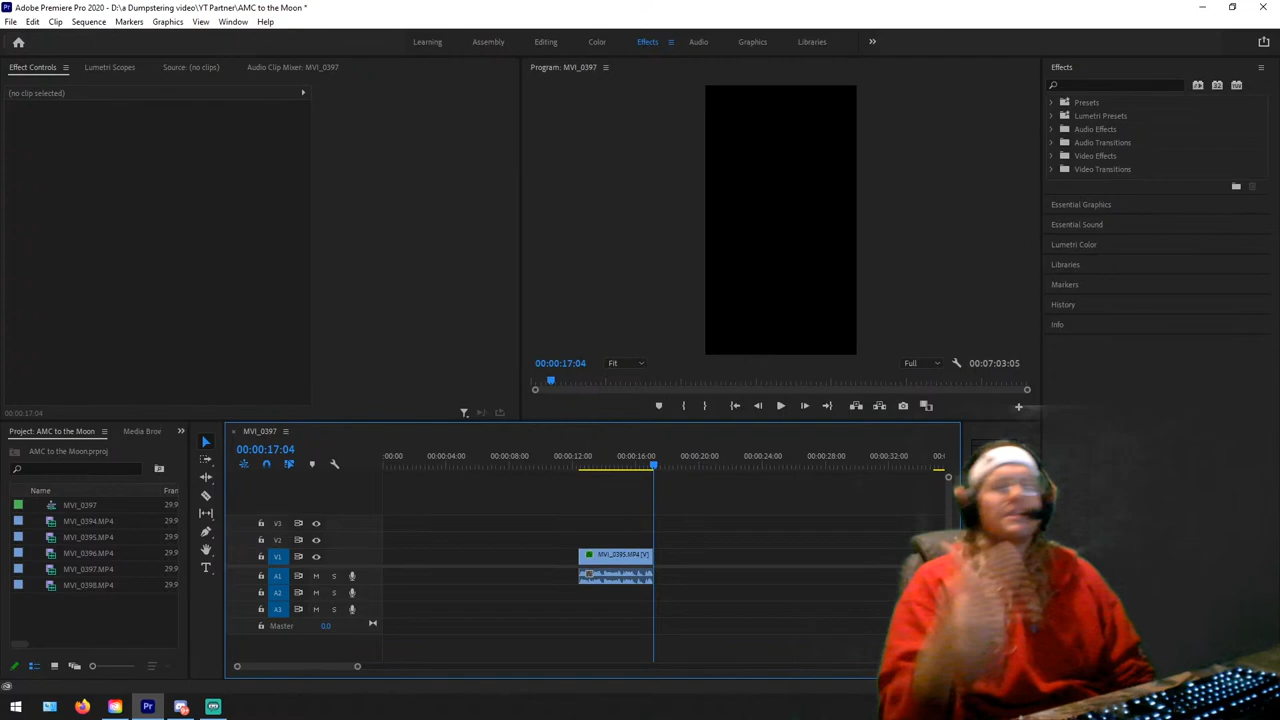 Adobe Premiere Pro 2020 - D:\a Dumpstering video\YT Partner\AMC to the Moon *
File Edit Clip Sequence Markers Graphics View Window Help
Learning Assembly Editing Color Effects Audio Graphics Libraries
Effect Controls Lumetri Scopes Source: (no clips) Audio Clip Mixer: MVI_0397
(no clip selected)
00:00:17:04
Program: MVI_0397
00:00:17:04 Fit Full 00:07:03:05
Effects
Presets
Lumetri Presets
Audio Effects
Audio Transitions
Video Effects
Video Transitions
Essential Graphics
Essential Sound
Lumetri Color
Libraries
Markers
History
Info
Project: AMC to the Moon Media Brov
AMC to the Moon.prproj
Name Fran
MVI_0397 29.9
MVI_0394.MP4 29.9
MVI_0395.MP4 29.9
MVI_0396.MP4 29.9
MVI_0397.MP4 29.9
MVI_0398.MP4 29.9
MVI_0397
00:00:17:04
:00:00 00:00:04:00 00:00:08:00 00:00:12:00 00:00:16:00 00:00:20:00 00:00:24:00 00:00:28:00 00:00:32:00 00:0
V3
V2
V1 MVI_0395.MP4 [V]
A1 M S
A2 M S
A3 M S
Master 0.0